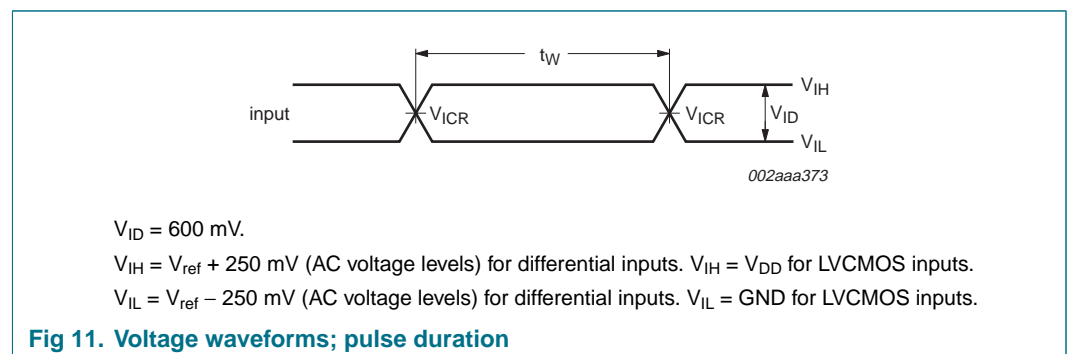 tW
input
VICR
VICR
VIH
VID
VIL
002aaa373
VID = 600 mV.
VIH = Vref + 250 mV (AC voltage levels) for differential inputs. VIH = VDD for LVCMOS inputs.
VIL = Vref − 250 mV (AC voltage levels) for differential inputs. VIL = GND for LVCMOS inputs.
Fig 11. Voltage waveforms; pulse duration